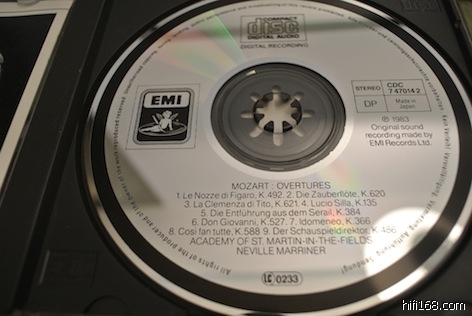 COMPACT
disc
DIGITAL AUDIO
DIGITAL RECORDING
EMI
STEREO
CDC
7 47014 2
DP
Made in
Japan
℗ 1983
Original sound
recording made by
EMI Records Ltd.
MOZART : OVERTURES
1. Le Nozze di Figaro, K.492 2. Die Zauberflöte, K.620
3. La Clemenza di Tito, K.621 4. Lucio Silla, K.135
5. Die Entführung aus dem Serail, K.384
6. Don Giovanni, K.527. 7. Idomeneo, K.366
8. Cosi fan tutte, K.588 9. Der Schauspieldirektor, K.486
ACADEMY OF ST. MARTIN-IN-THE-FIELDS
NEVILLE MARRINER
LC 0233
All rights of the producer and of the owner of the work reproduced reserved.
hifi168.com